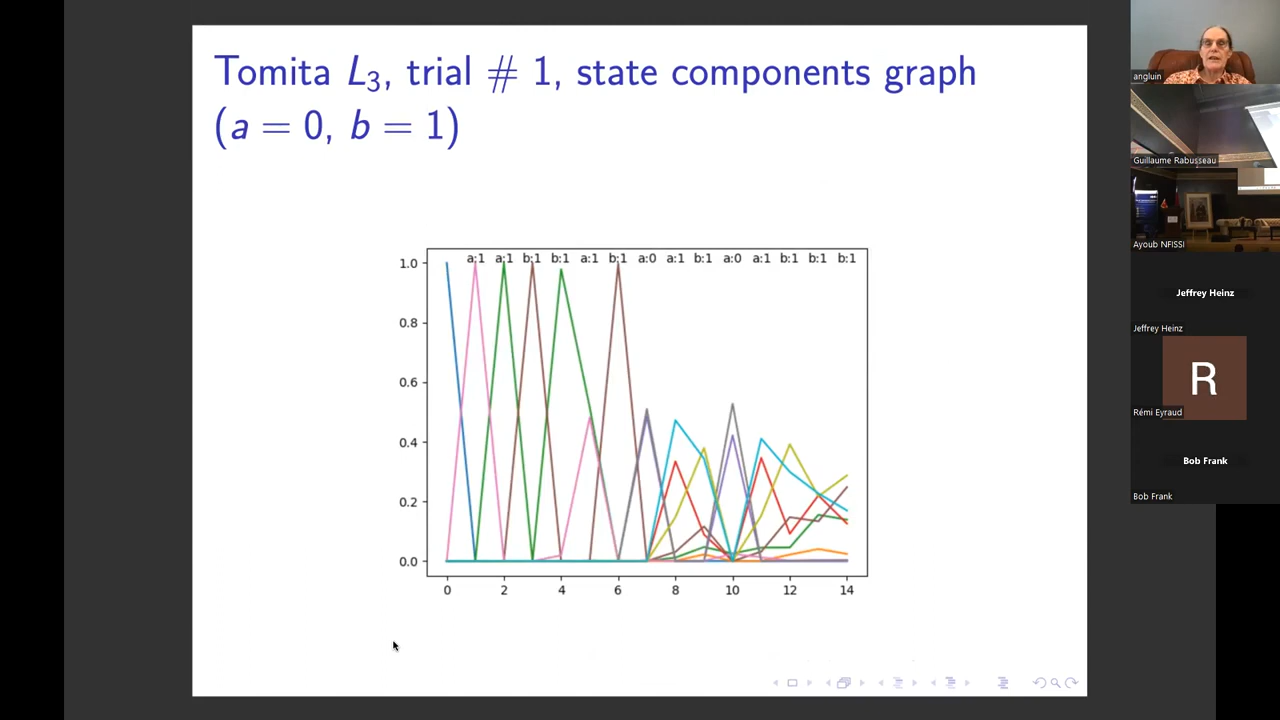 Tomita L₃, trial # 1, state components graph
(a = 0, b = 1)
a:1 a:1 b:1 b:1 a:1 b:1 a:0 a:1 b:1 a:0 a:1 b:1 b:1 b:1
1.0
0.8
0.6
0.4
0.2
0.0
0 2 4 6 8 10 12 14
angluin
Guillaume Rabusseau
Ayoub NFISSI
Jeffrey Heinz
Jeffrey Heinz
R
Rémi Eyraud
Bob Frank
Bob Frank